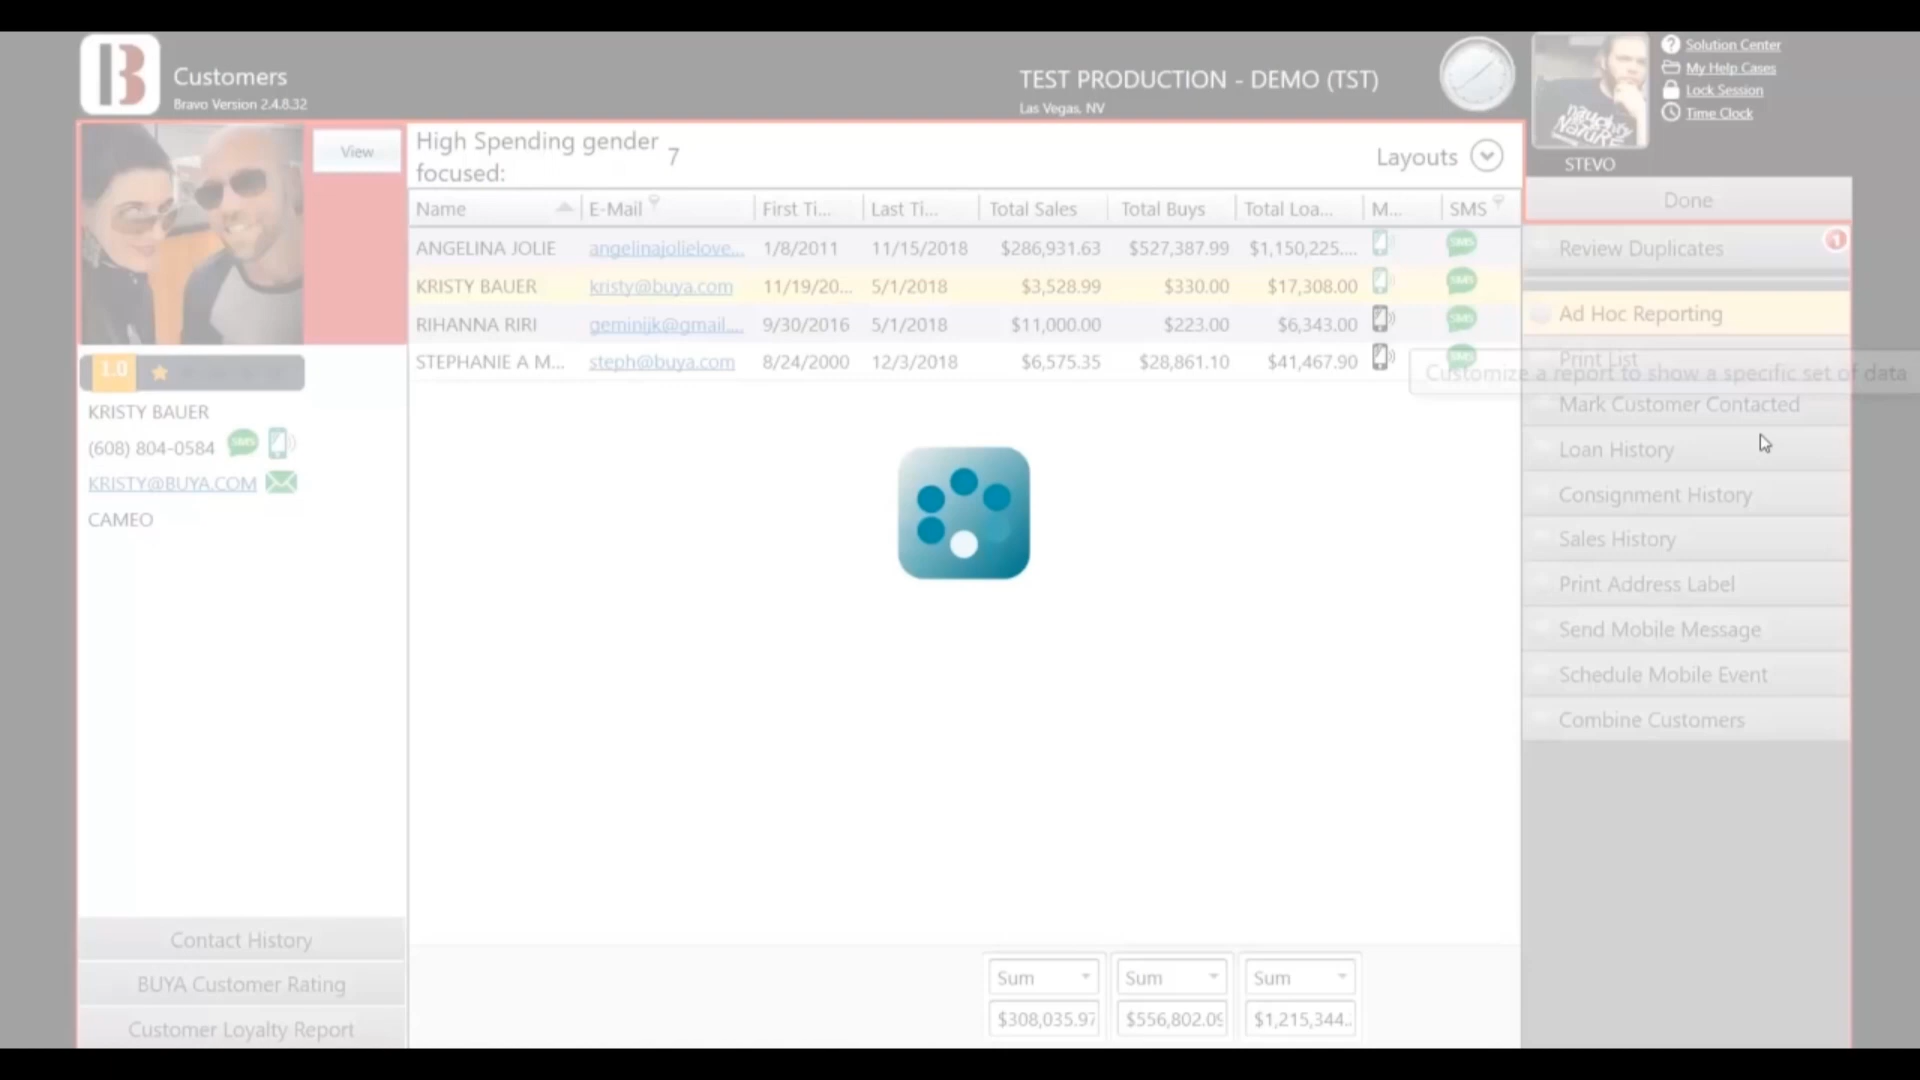 Customers
Bravo Version 2.4.8.32
TEST PRODUCTION - DEMO (TST)
Las Vegas, NV
Solution Center
My Help Cases
Lock Session
Time Clock
STEVO
View
High Spending gender
focused:
7
Layouts
Done
Name E-Mail First Ti... Last Ti... Total Sales Total Buys Total Loa... M... SMS
ANGELINA JOLIE angelinajolielove... 1/8/2011 11/15/2018 $286,931.63 $527,387.99 $1,150,225.... SMS
KRISTY BAUER kristy@buya.com 11/19/20... 5/1/2018 $3,528.99 $330.00 $17,308.00 SMS
RIHANNA RIRI geminijk@gmail.... 9/30/2016 5/1/2018 $11,000.00 $223.00 $6,343.00 SMS
STEPHANIE A M... steph@buya.com 8/24/2000 12/3/2018 $6,575.35 $28,861.10 $41,467.90 SMS
Review Duplicates 1
Ad Hoc Reporting
Print List
Customize a report to show a specific set of data
Mark Customer Contacted
Loan History
Consignment History
Sales History
Print Address Label
Send Mobile Message
Schedule Mobile Event
Combine Customers
1.0
KRISTY BAUER
(608) 804-0584 SMS
KRISTY@BUYA.COM
CAMEO
Contact History
BUYA Customer Rating
Customer Loyalty Report
Sum Sum Sum
$308,035.97 $556,802.09 $1,215,344...